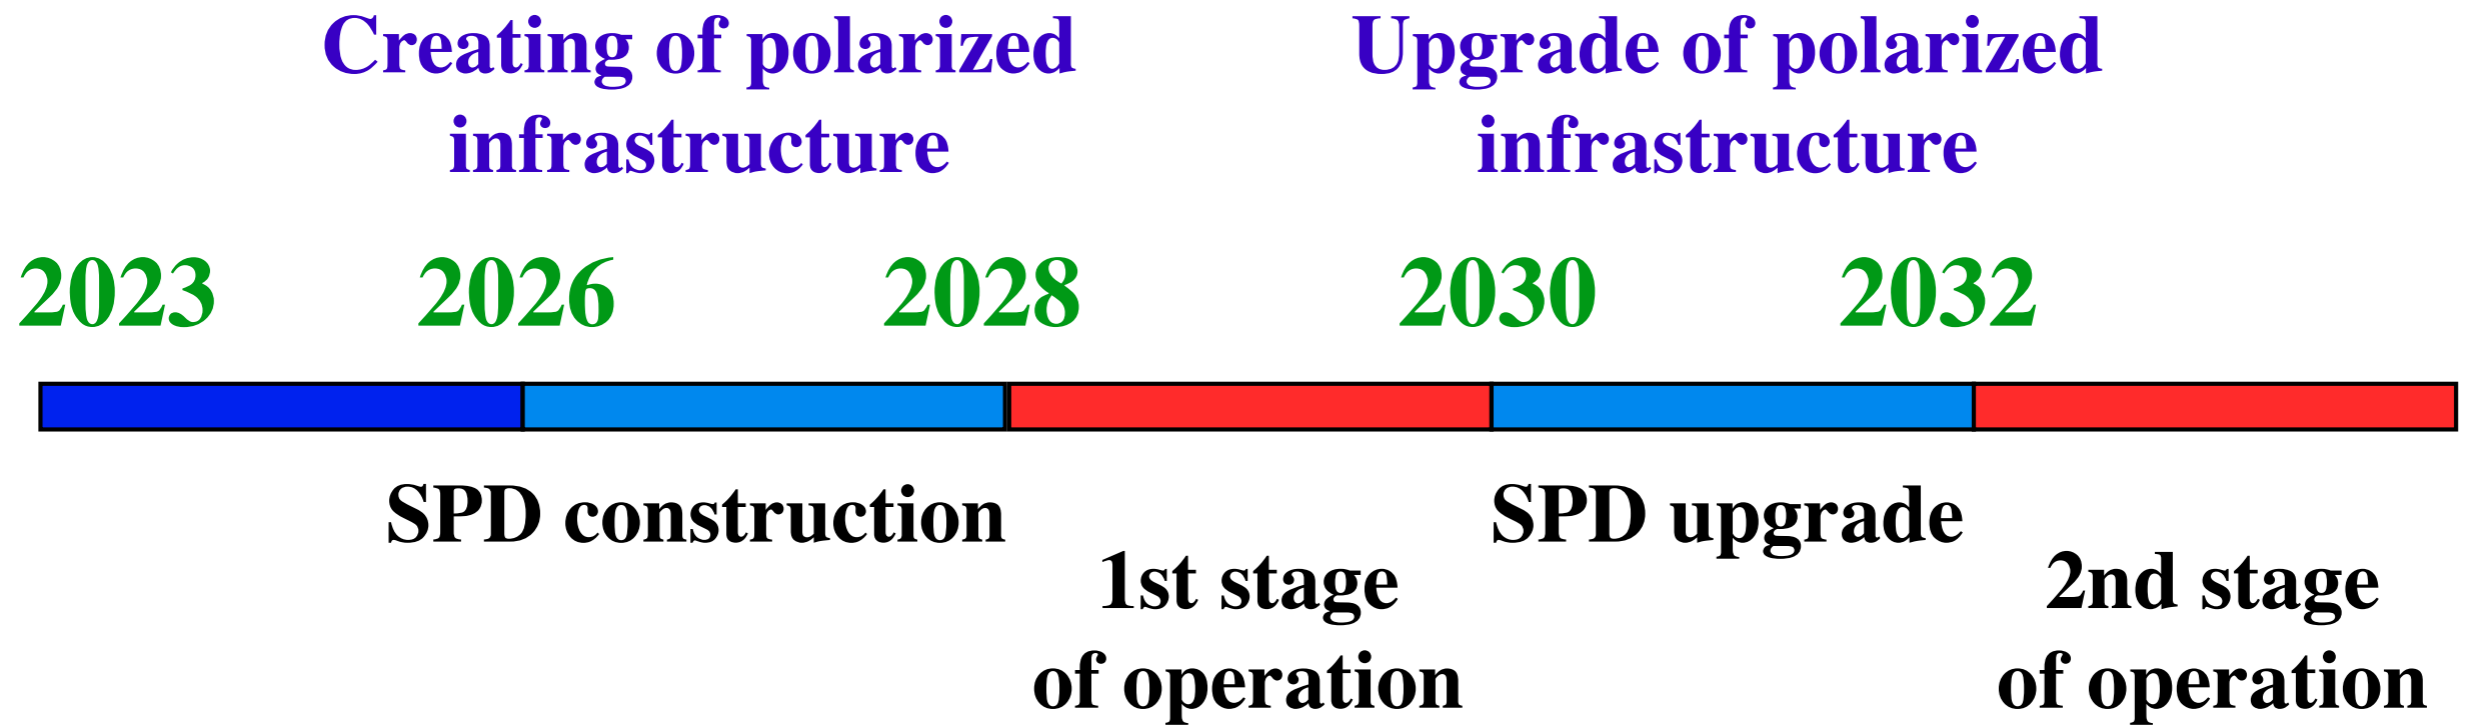 Creating of polarized
infrastructure
Upgrade of polarized
infrastructure
2023 2026 2028 2030 2032
SPD construction
1st stage
of operation
SPD upgrade
2nd stage
of operation